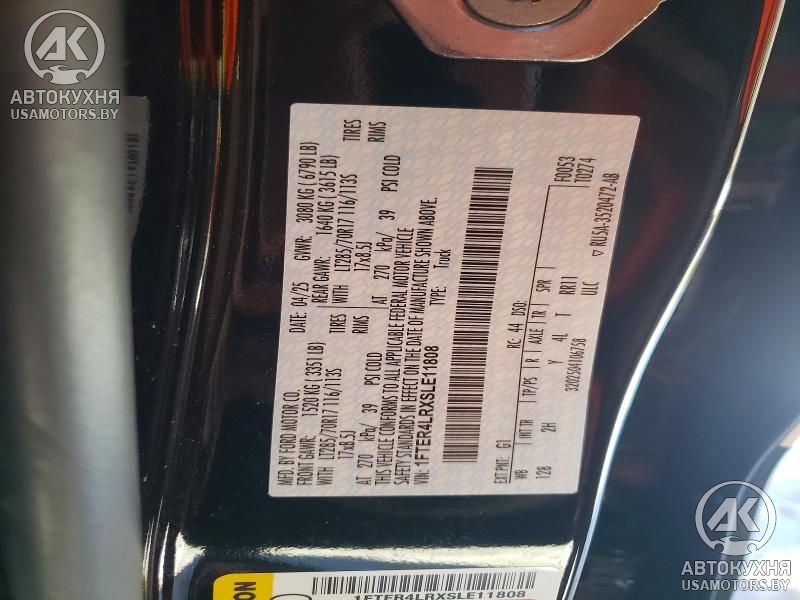 АК
АВТОКУХНЯ
USAMOTORS.BY
MFD. BY FORD MOTOR CO.
DATE: 04/25
GVWR: 3080 KG ( 6790 LB)
FRONT GAWR: 1520 KG ( 3351 LB)
REAR GAWR: 1640 KG ( 3615 LB)
LT285/70R17 116/113S TIRES
WITH LT285/70R17 116/113S TIRES
17x8.5J RIMS
17x8.5J RIMS
AT 270 kPa/ 39 PSI COLD
AT 270 kPa/ 39 PSI COLD
THIS VEHICLE CONFORMS TO ALL APPLICABLE FEDERAL MOTOR VEHICLE
SAFETY STANDARDS IN EFFECT ON THE DATE OF MANUFACTURE SHOWN ABOVE.
VIN: 1FTER4LRXSLE11808
TYPE: Truck
F0053
T0274
EXT PNT: G1 RC: 44 DSO:
WB INT TR TP/PS R AXLE TR SPR
128 2H Y 4L T RR11
3202504106758 ULC
RU5A-3520472-AB
ON
1FTER4LRXSLE11808
АК
АВТОКУХНЯ
USAMOTORS.BY